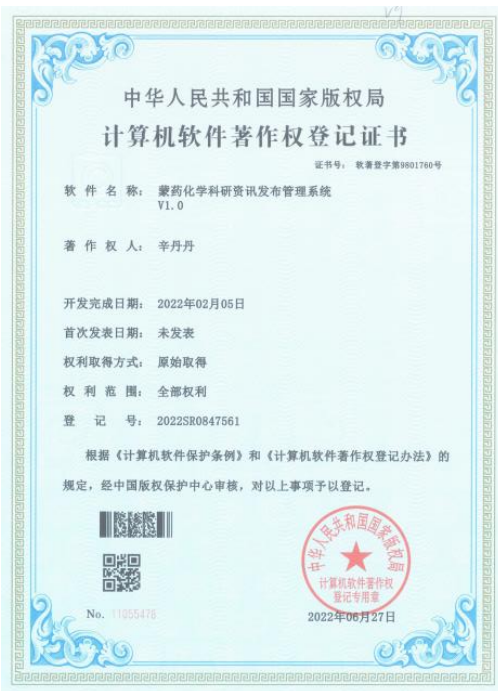 中华人民共和国国家版权局
计算机软件著作权登记证书
证书号： 软著登字第9801760号
软 件 名 称： 蒙药化学科研资讯发布管理系统
V1.0
著 作 权 人： 辛丹丹
开发完成日期： 2022年02月05日
首次发表日期： 未发表
权利取得方式： 原始取得
权 利 范 围： 全部权利
登 记 号： 2022SR0847561
根据《计算机软件保护条例》和《计算机软件著作权登记办法》的
规定，经中国版权保护中心审核，对以上事项予以登记。
中华人民共和国国家版权局
计算机软件著作权
登记专用章
No. 11055476
2022年06月27日